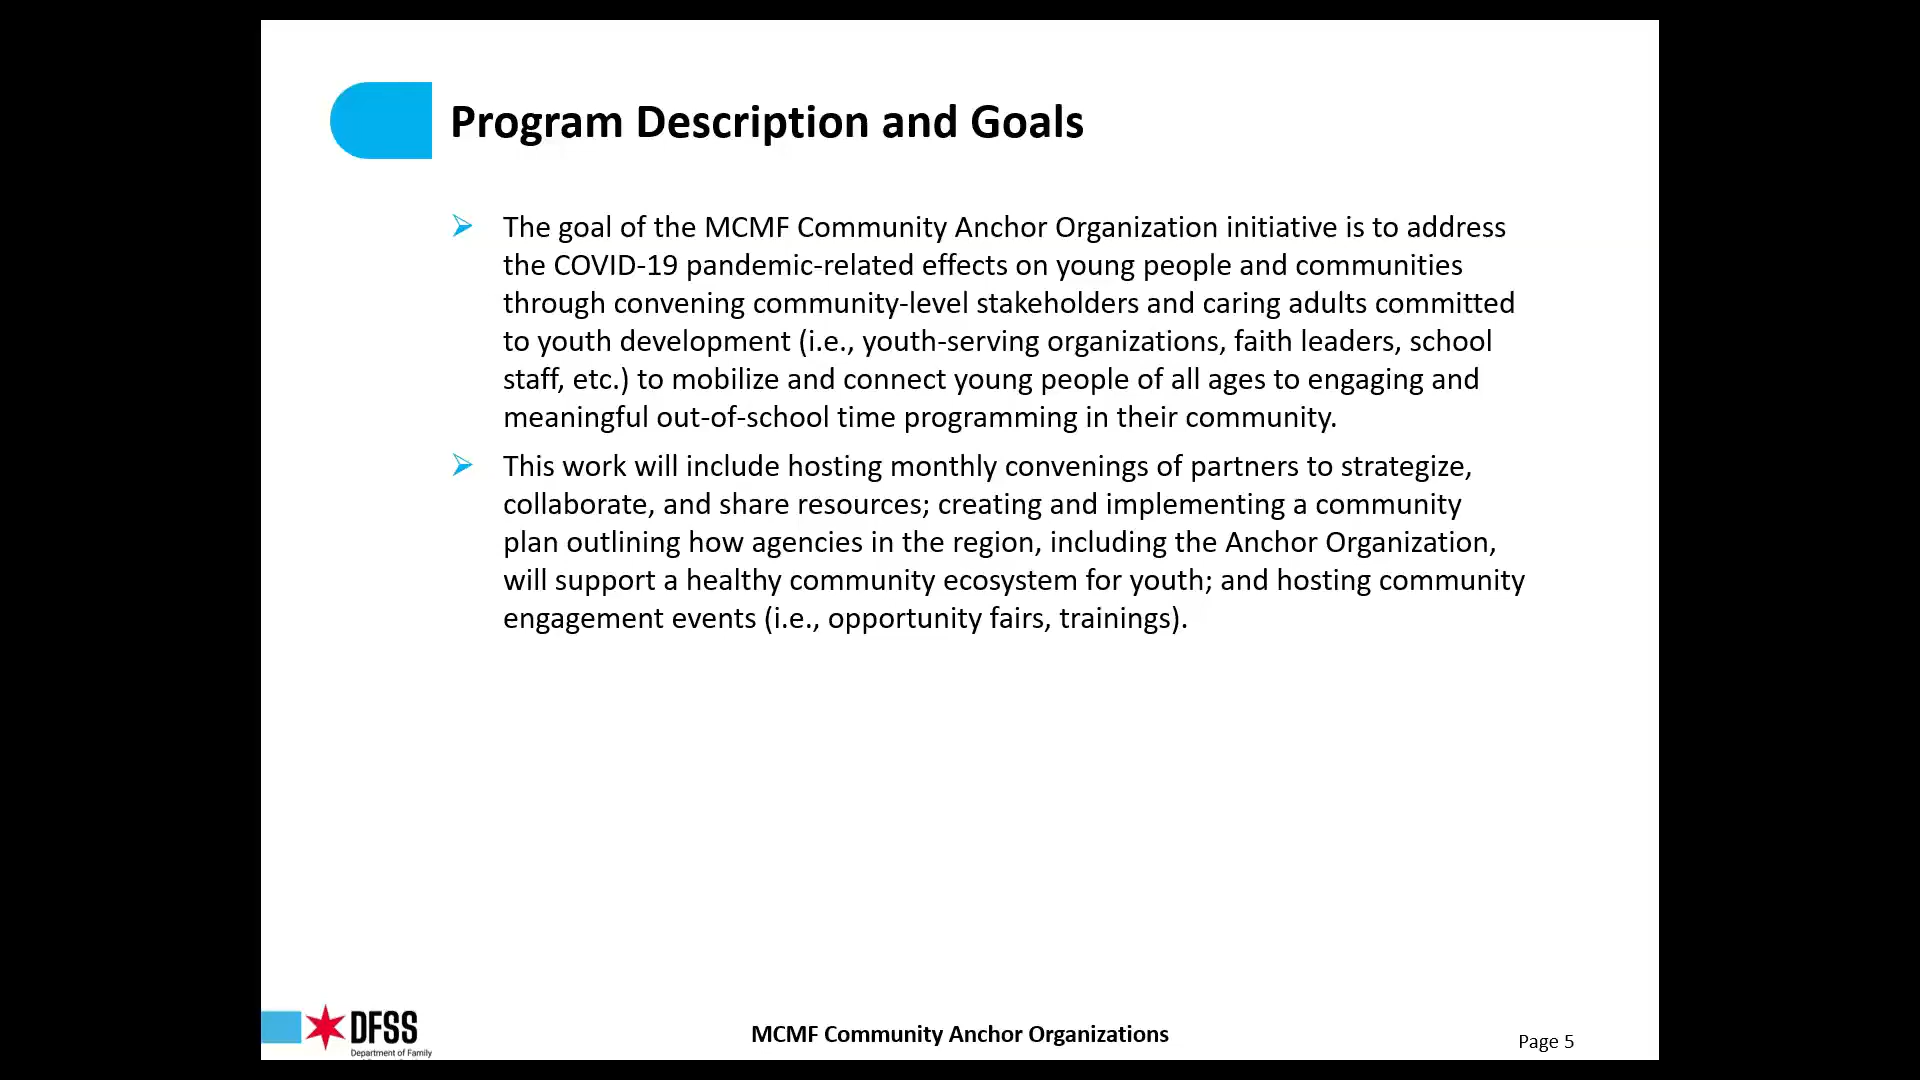 Program Description and Goals
The goal of the MCMF Community Anchor Organization initiative is to address
the COVID-19 pandemic-related effects on young people and communities
through convening community-level stakeholders and caring adults committed
to youth development (i.e., youth-serving organizations, faith leaders, school
staff, etc.) to mobilize and connect young people of all ages to engaging and
meaningful out-of-school time programming in their community.
This work will include hosting monthly convenings of partners to strategize,
collaborate, and share resources; creating and implementing a community
plan outlining how agencies in the region, including the Anchor Organization,
will support a healthy community ecosystem for youth; and hosting community
engagement events (i.e., opportunity fairs, trainings).
DFSS
Department of Family
MCMF Community Anchor Organizations
Page 5